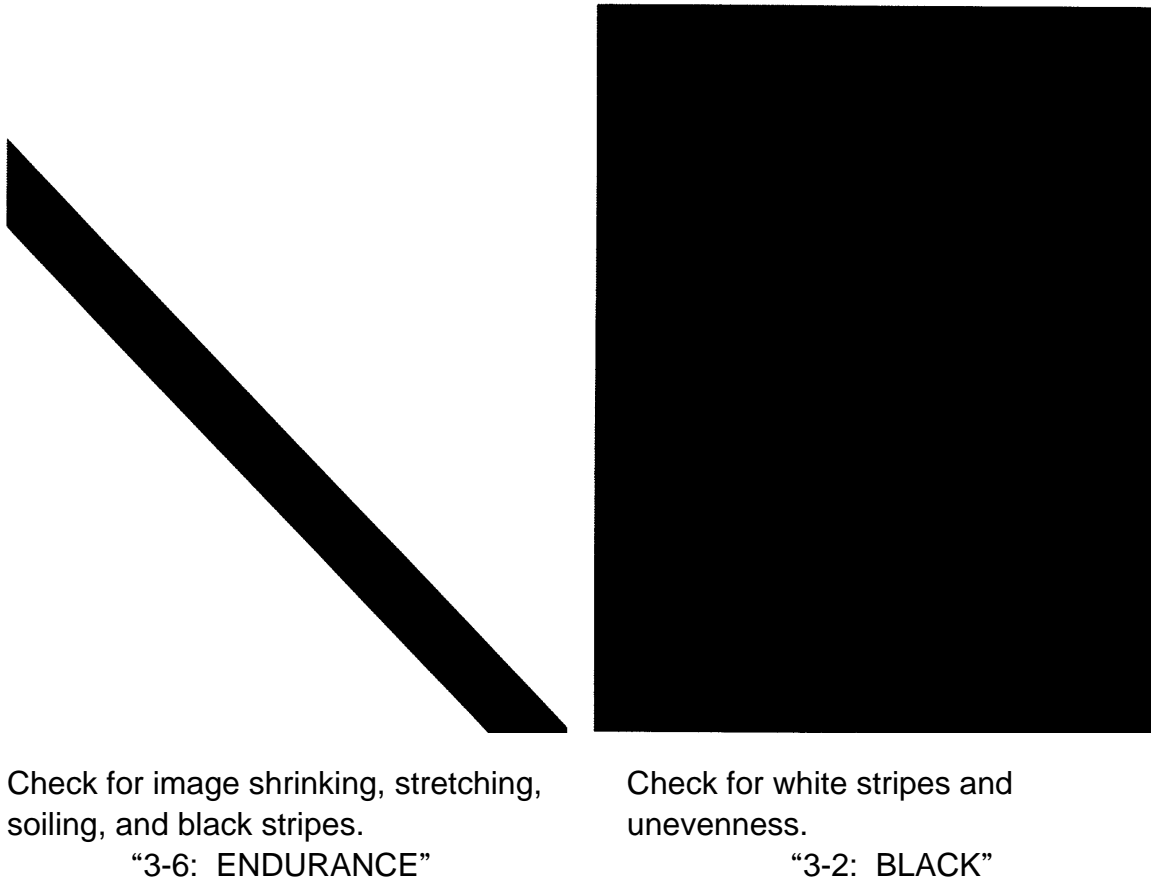 Check for image shrinking, stretching,
soiling, and black stripes.
“3-6:  ENDURANCE”
Check for white stripes and
unevenness.
“3-2:  BLACK”